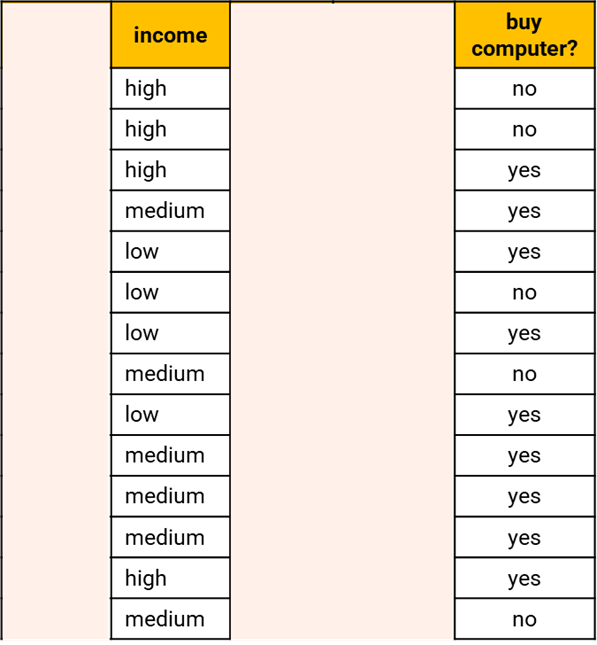 income buy
computer?
high no
high no
high yes
medium yes
low yes
low no
low yes
medium no
low yes
medium yes
medium yes
medium yes
high yes
medium no